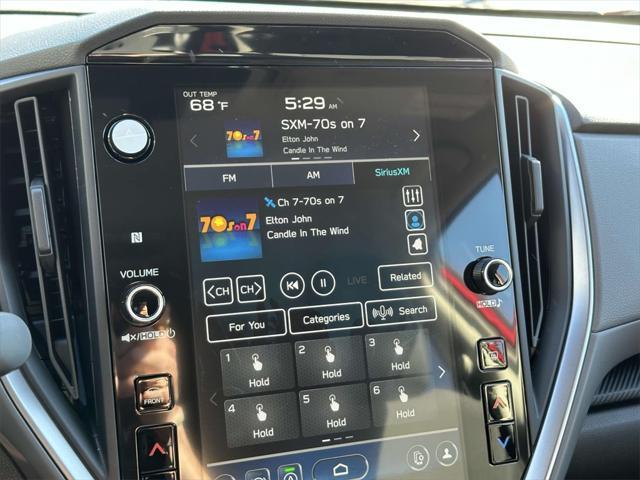 OUT TEMP
68 °F
5:29 AM
SXM-70s on 7
Elton John
Candle In The Wind
70s on 7
FM
AM
SiriusXM
Ch 7-70s on 7
Elton John
Candle In The Wind
70s on 7
VOLUME
TUNE
HOLD
HOLD
CH
CH
LIVE
Related
For You
Categories
Search
1
Hold
2
Hold
3
Hold
4
Hold
5
Hold
6
Hold
FRONT